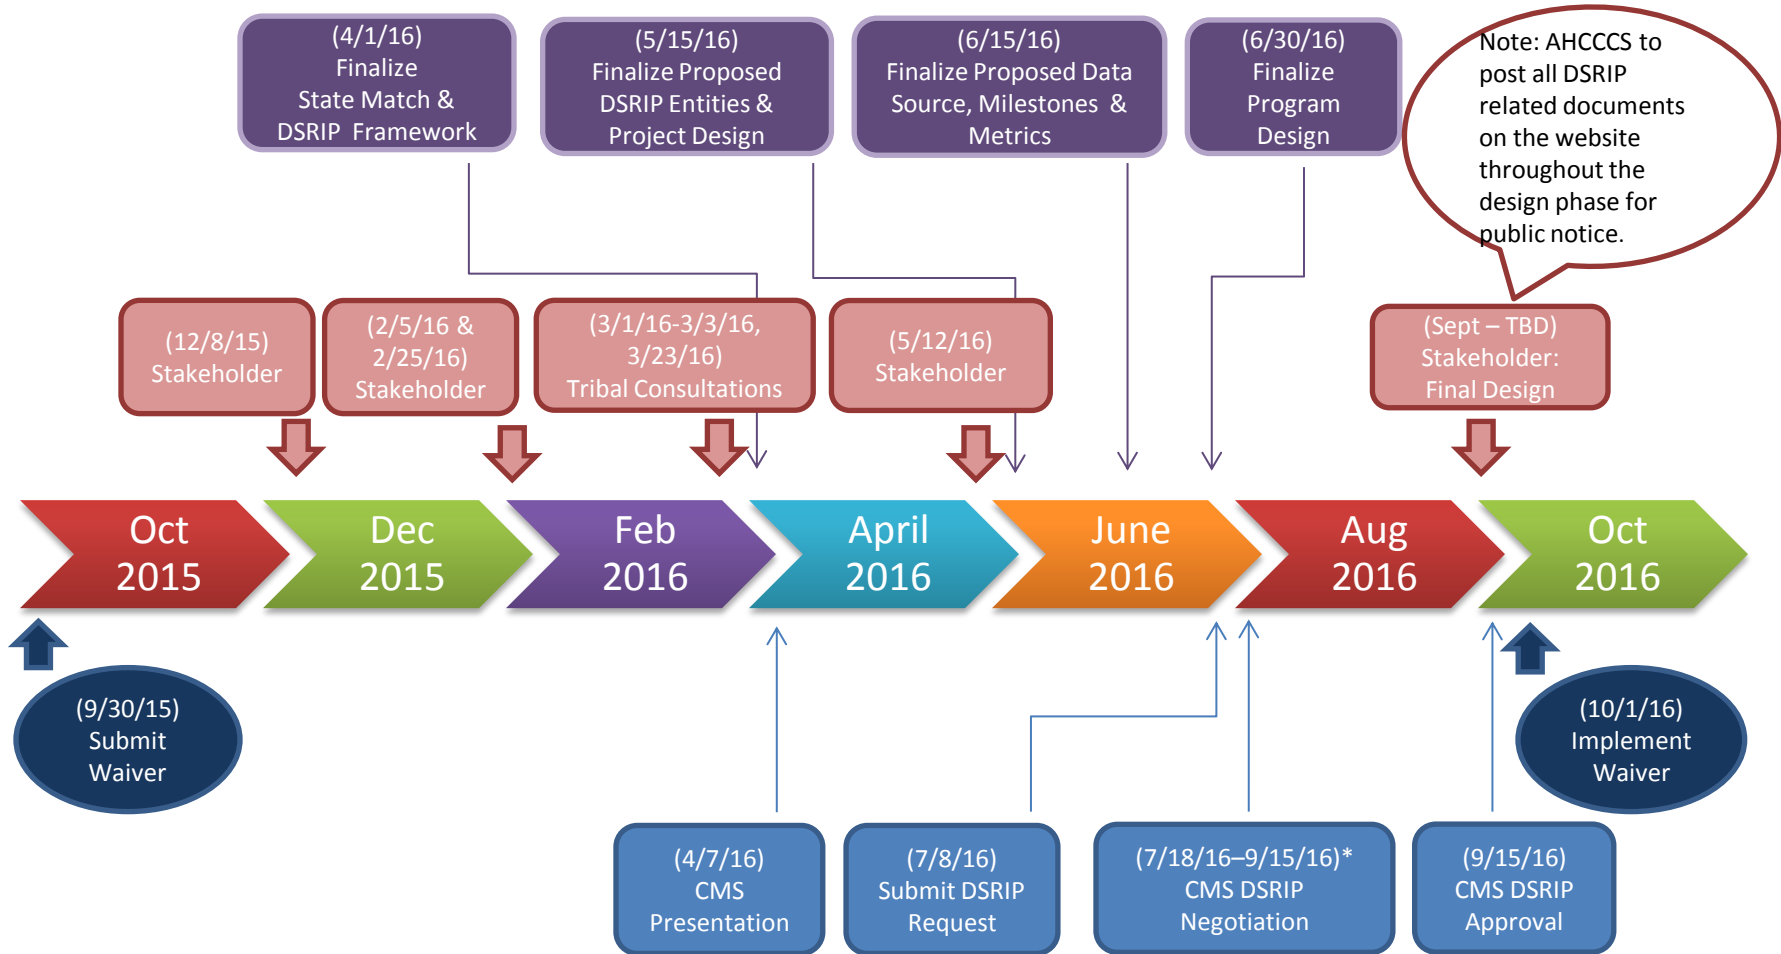 (4/1/16)
Finalize
State Match &
DSRIP Framework
(5/15/16)
Finalize Proposed
DSRIP Entities &
Project Design
(6/15/16)
Finalize Proposed Data
Source, Milestones &
Metrics
(6/30/16)
Finalize
Program
Design
Note: AHCCCS to
post all DSRIP
related documents
on the website
throughout the
design phase for
public notice.
(12/8/15)
Stakeholder
(2/5/16 &
2/25/16)
Stakeholder
(3/1/16-3/3/16,
3/23/16)
Tribal Consultations
(5/12/16)
Stakeholder
(Sept – TBD)
Stakeholder:
Final Design
Oct
2015
Dec
2015
Feb
2016
April
2016
June
2016
Aug
2016
Oct
2016
(9/30/15)
Submit
Waiver
(10/1/16)
Implement
Waiver
(4/7/16)
CMS
Presentation
(7/8/16)
Submit DSRIP
Request
(7/18/16–9/15/16)*
CMS DSRIP
Negotiation
(9/15/16)
CMS DSRIP
Approval